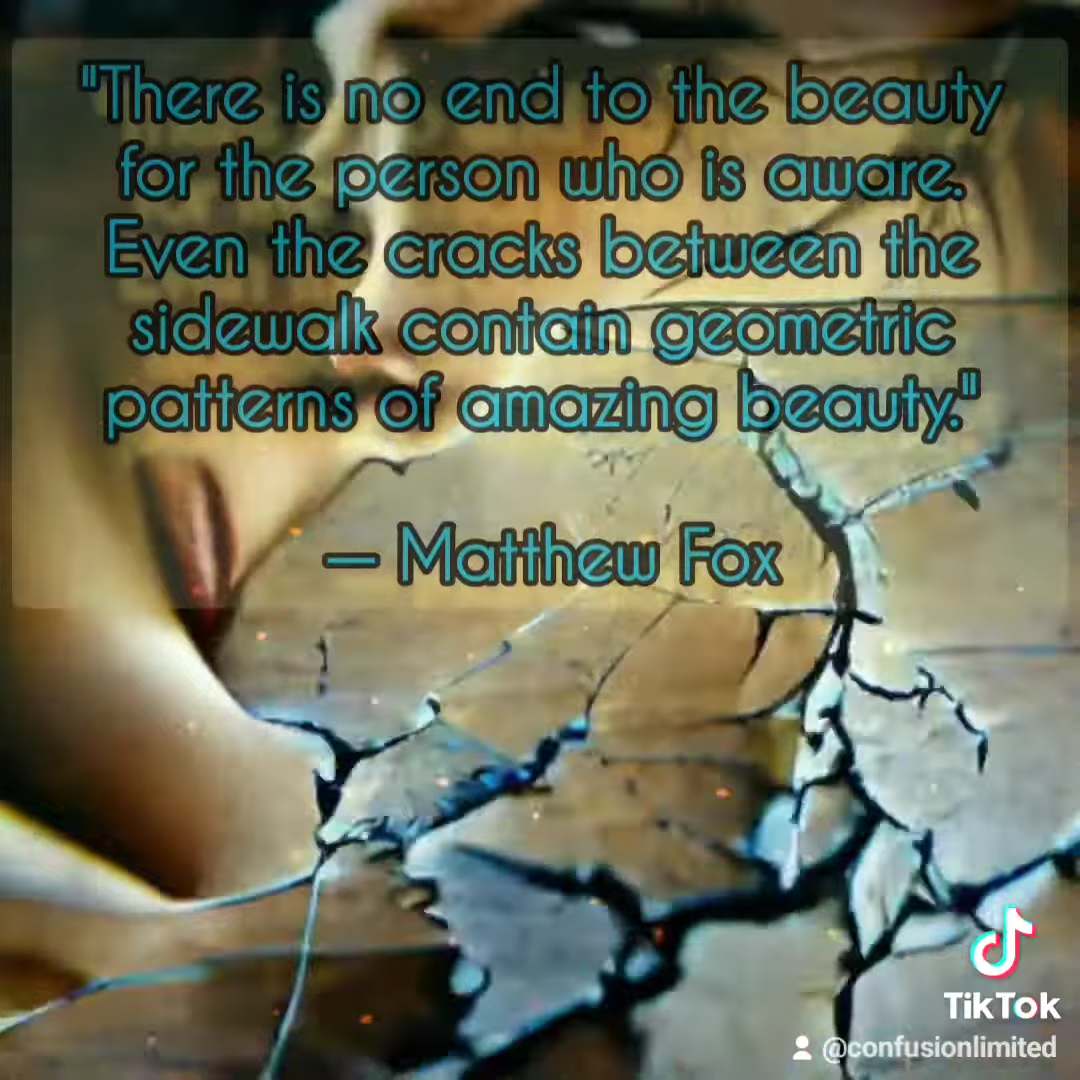 "There is no end to the beauty
for the person who is aware.
Even the cracks between the
sidewalk contain geometric
patterns of amazing beauty."
— Matthew Fox
TikTok
@confusionlimited